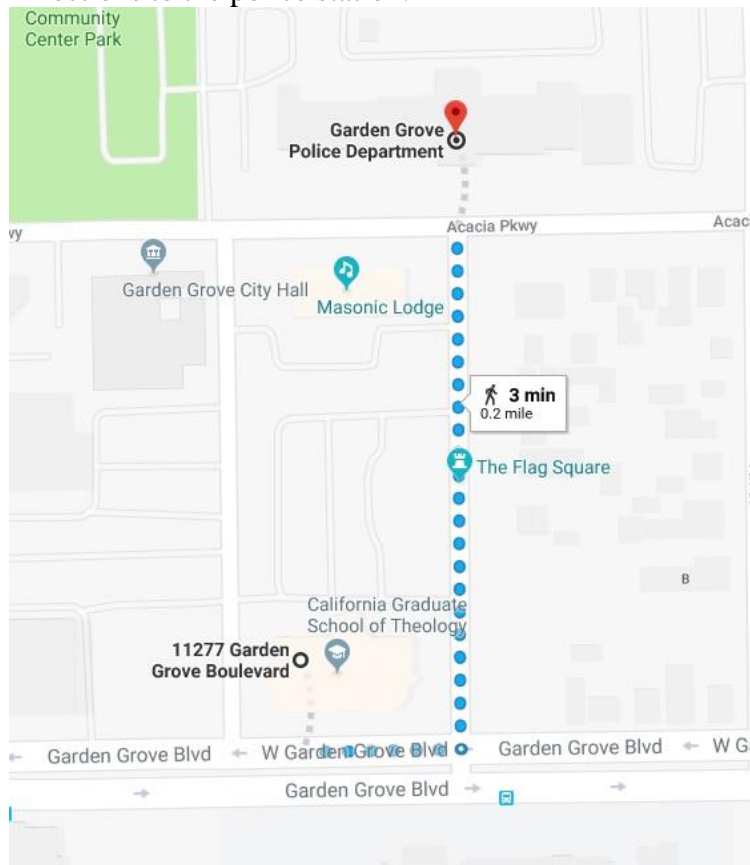 Community
Center Park
Garden Grove
Police Department
Acacia Pkwy
Garden Grove City Hall
Masonic Lodge
3 min
0.2 mile
The Flag Square
B
California Graduate
School of Theology
11277 Garden
Grove Boulevard
Garden Grove Blvd
W Garden Grove Blvd
Garden Grove Blvd
Garden Grove Blvd